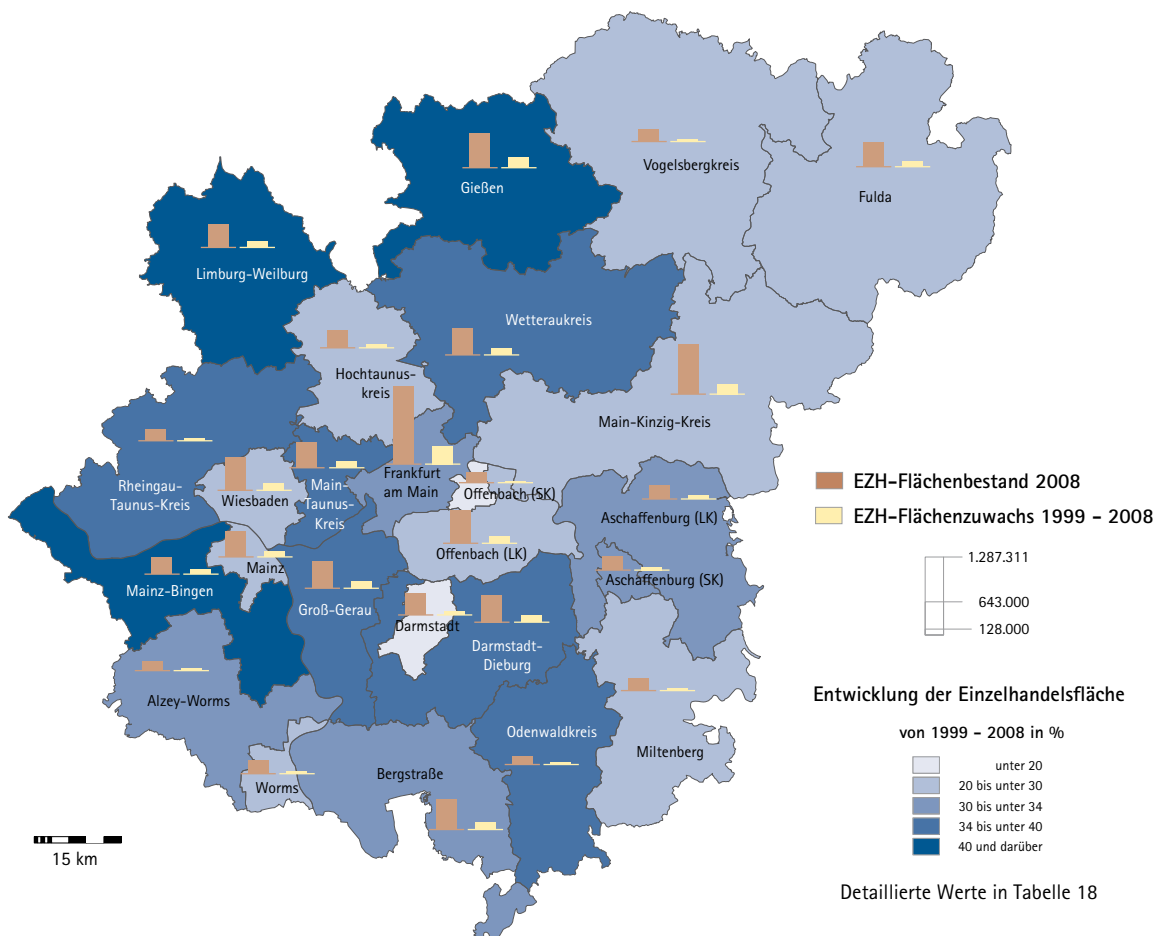 Vogelsbergkreis
Fulda
Gießen
Limburg-Weilburg
Wetteraukreis
Hochtaunus-
kreis
Main-Kinzig-Kreis
Rheingau-
Taunus-Kreis
Wiesbaden
Main-
Taunus-
Kreis
Frankfurt
am Main
Offenbach (SK)
Aschaffenburg (LK)
Offenbach (LK)
Mainz
Mainz-Bingen
Groß-Gerau
Aschaffenburg (SK)
Darmstadt
Darmstadt-
Dieburg
Alzey-Worms
Odenwaldkreis
Miltenberg
Worms
Bergstraße
EZH-Flächenbestand 2008
EZH-Flächenzuwachs 1999 - 2008
1.287.311
643.000
128.000
Entwicklung der Einzelhandelsfläche
von 1999 - 2008 in %
unter 20
20 bis unter 30
30 bis unter 34
34 bis unter 40
40 und darüber
15 km
Detaillierte Werte in Tabelle 18